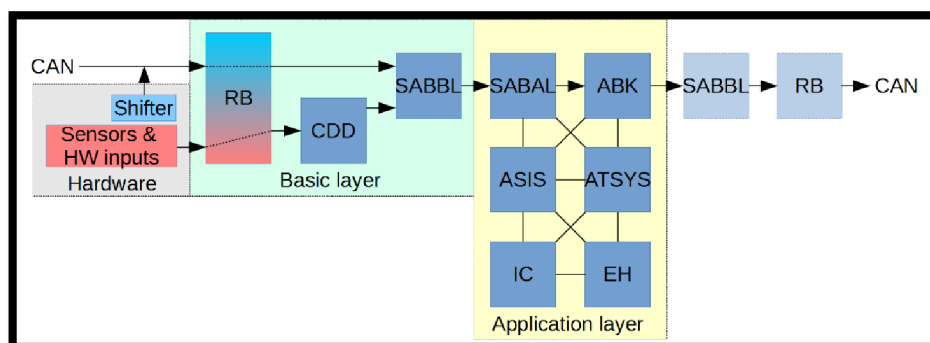 CAN
Shifter
Sensors &
HW inputs
Hardware
RB
CDD
SABBL
Basic layer
SABAL
ABK
ASIS
ATSYS
IC
EH
Application layer
SABBL
RB
CAN